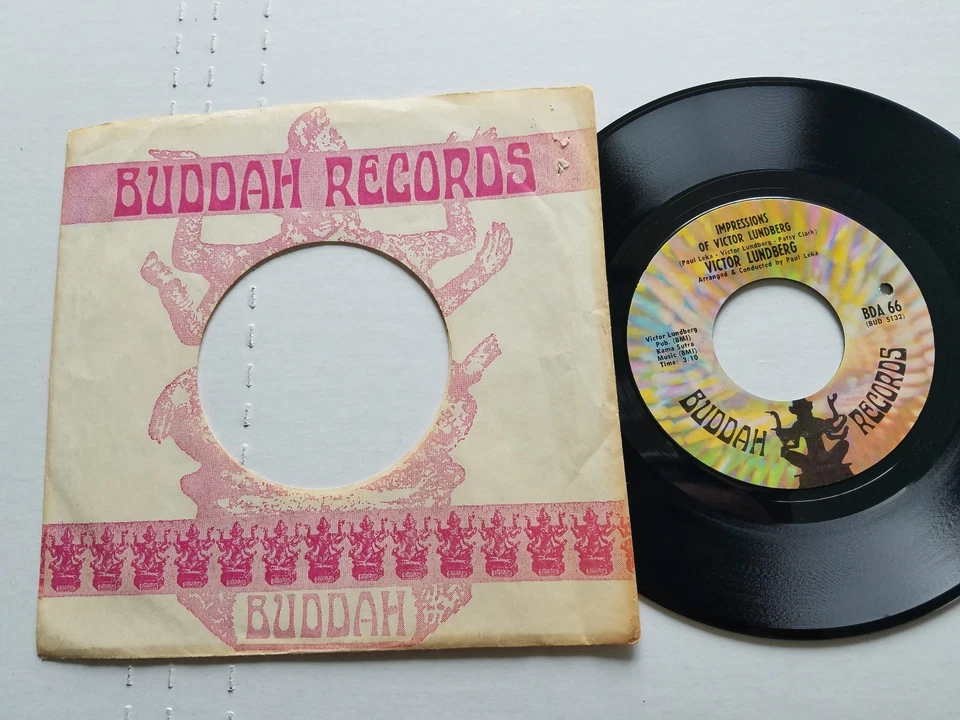 BUDDAH RECORDS
BUDDAH
IMPRESSIONS
OF VICTOR LUNDBERG
(Paul Leka - Victor Lundberg - Patsy Clark)
VICTOR LUNDBERG
Arranged & Conducted by Paul Leka
BDA 66
(BUD 5132)
Victor Lundberg
Pub. (BMI)
Kama Sutra
Music (BMI)
Time: 3:10
BUDDAH RECORDS